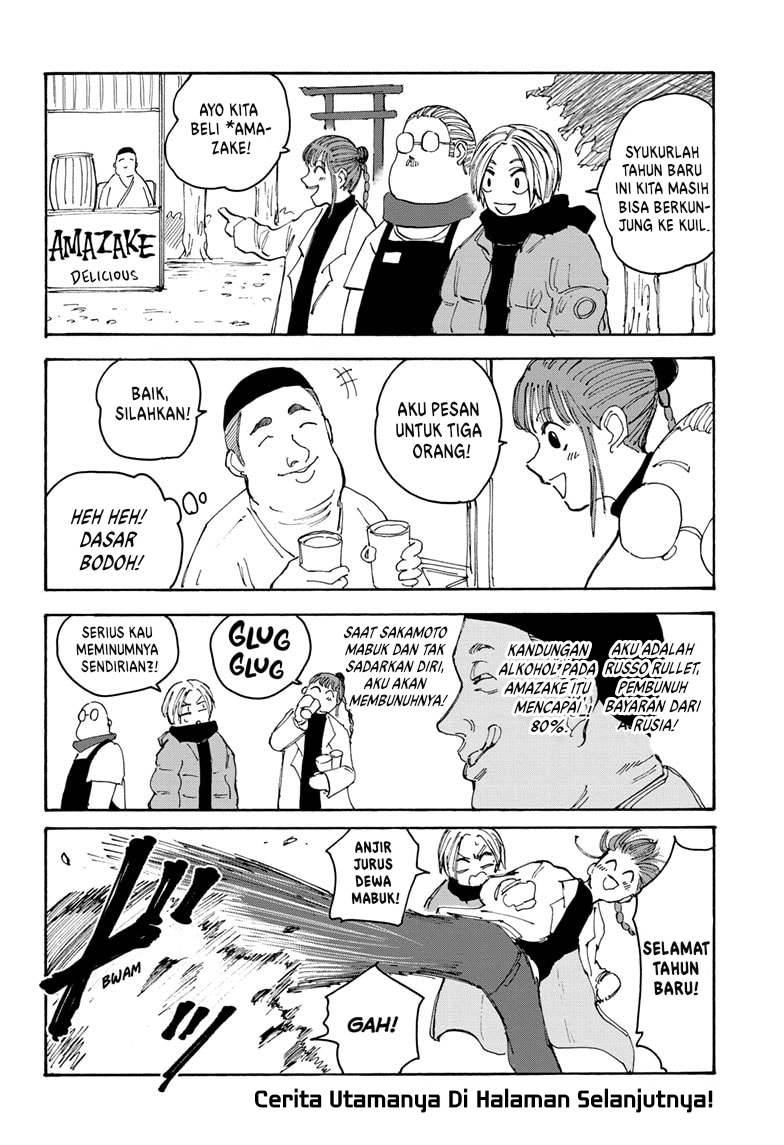 SYUKURLAH
TAHUN BARU
INI KITA MASIH
BISA BERKUN-
JUNG KE KUIL.
AYO KITA
BELI *AMA-
ZAKE!
AMAZAKE
DELICIOUS
AKU PESAN
UNTUK TIGA
ORANG!
BAIK,
SILAHKAN!
HEH HEH!
DASAR
BODOH!
AKU ADALAH
RUSSO RULLET,
PEMBUNUH
BAYARAN DARI
RUSIA!
KANDUNGAN
ALKOHOL PADA
AMAZAKE ITU
MENCAPAI
80%.
SAAT SAKAMOTO
MABUK DAN TAK
SADARKAN DIRI,
AKU AKAN
MEMBUNUHNYA!
GLUG
GLUG
SERIUS KAU
MEMINUMNYA
SENDIRIAN?!
SELAMAT
TAHUN
BARU!
ANJIR
JURUS
DEWA
MABUK!
GAH!
BWAM
Cerita Utamanya Di Halaman Selanjutnya!